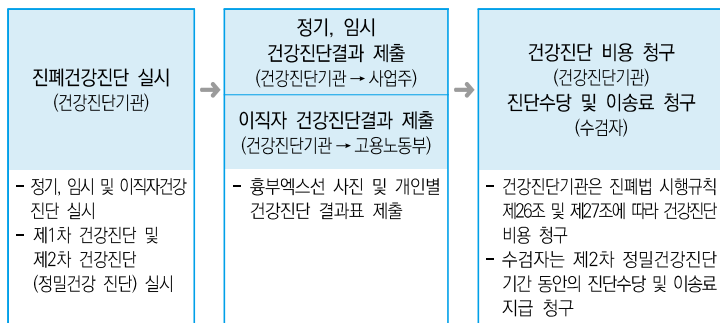 진폐건강진단 실시
(건강진단기관)
- 정기, 임시 및 이직자건강
진단 실시
- 제1차 건강진단 및
제2차 건강진단
(정밀건강 진단) 실시
→
정기, 임시
건강진단결과 제출
(건강진단기관 → 사업주)
이직자 건강진단결과 제출
(건강진단기관 → 고용노동부)
- 흉부엑스선 사진 및 개인별
건강진단 결과표 제출
→
건강진단 비용 청구
(건강진단기관)
진단수당 및 이송료 청구
(수검자)
- 건강진단기관은 진폐법 시행규칙
제26조 및 제27조에 따라 건강진단
비용 청구
- 수검자는 제2차 정밀건강진단
기간 동안의 진단수당 및 이송료
지급 청구